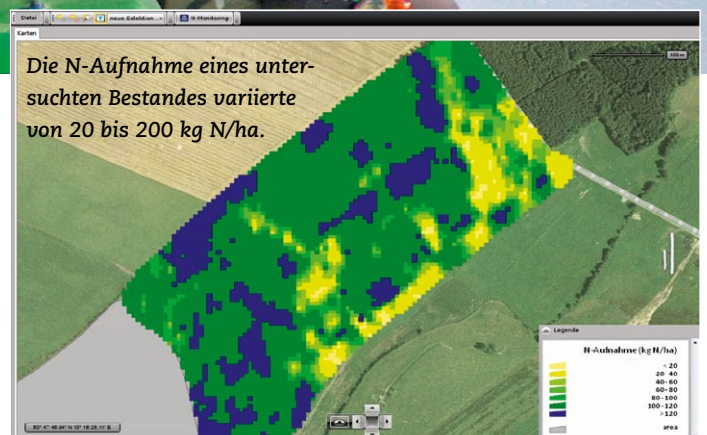 Datei neue Selektion... N-Monitoring
Karten
100 m
Die N-Aufnahme eines unter-
suchten Bestandes variierte
von 20 bis 200 kg N/ha.
Legende
N-Aufnahme (kg N/ha)
< 20
20-40
40-60
60-80
80-100
100-120
>120
area